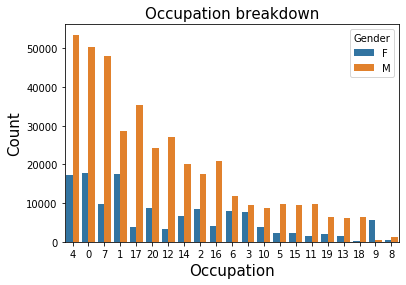 Occupation breakdown
Gender
F
M
50000
40000
30000
20000
10000
0
Count
4 0 7 1 17 20 12 14 2 16 6 3 10 5 15 11 19 13 18 9 8
Occupation